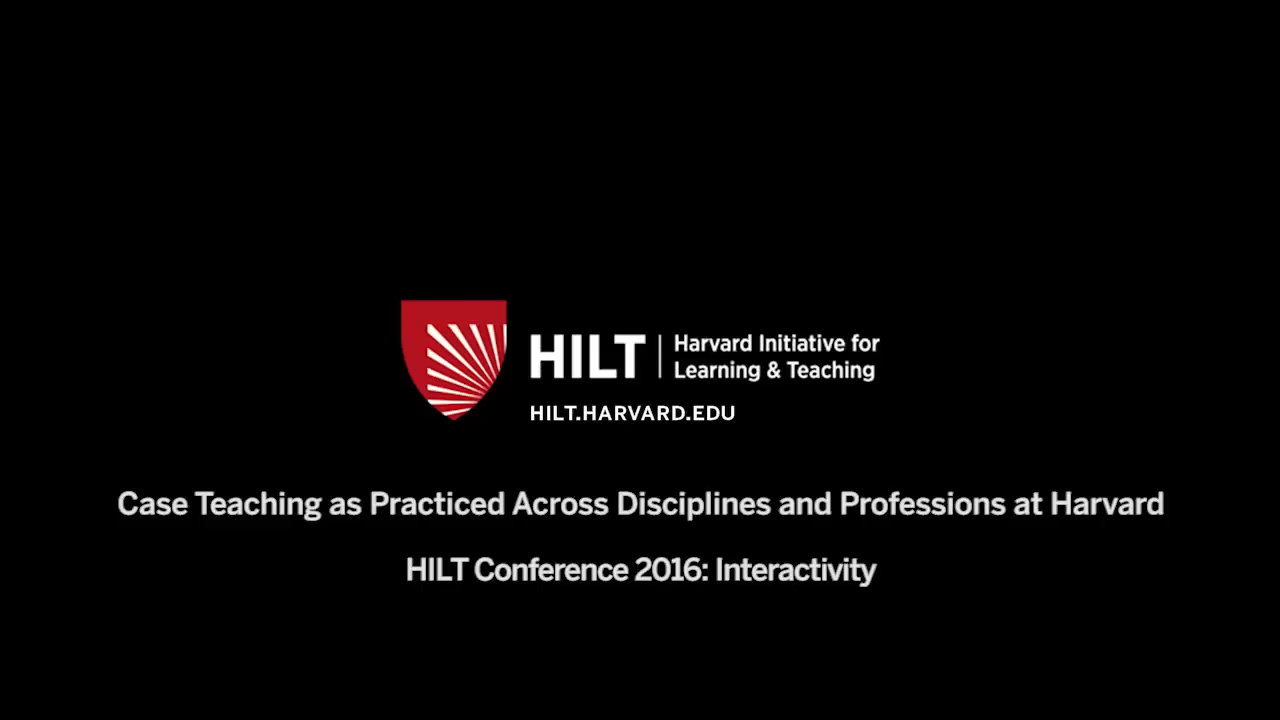 HILT
Harvard Initiative for
Learning & Teaching
HILT.HARVARD.EDU
Case Teaching as Practiced Across Disciplines and Professions at Harvard
HILT Conference 2016: Interactivity